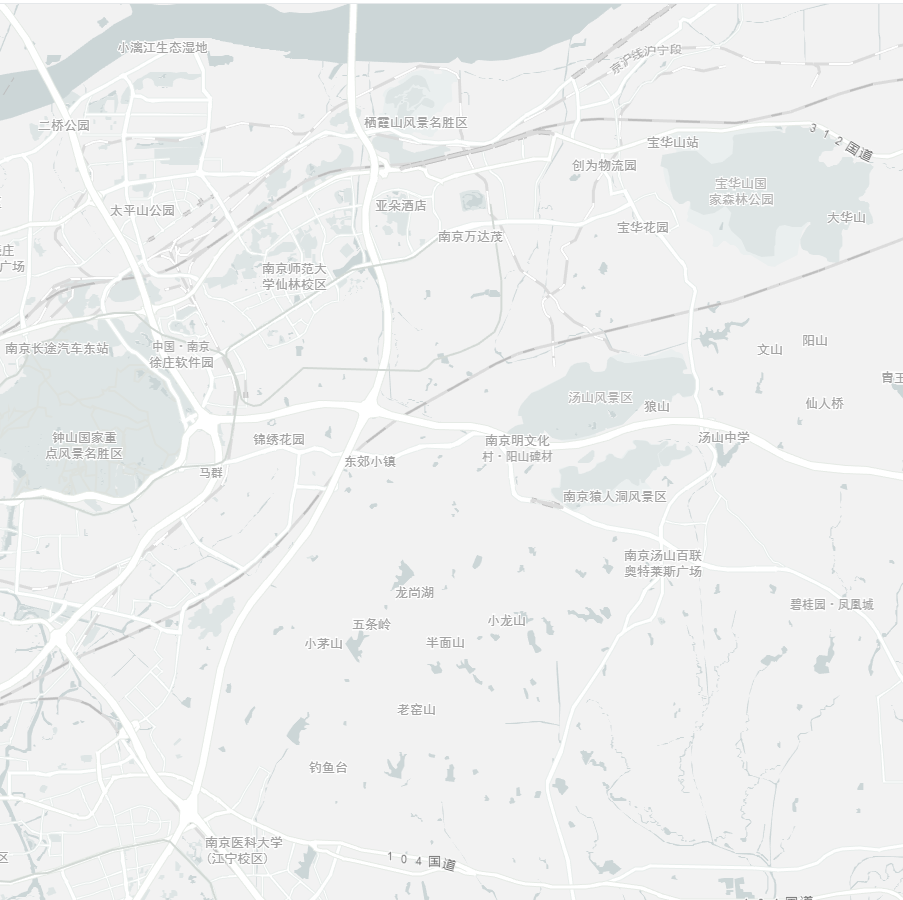 小漓江生态湿地
京沪线沪宁段
二桥公园
栖霞山风景名胜区
312国道
宝华山站
创为物流园
宝华山国
家森林公园
亚朵酒店
太平山公园
大华山
宝华花园
南京万达茂
庄
广场
南京师范大
学仙林校区
阳山
中国·南京
徐庄软件园
南京长途汽车东站
文山
汤山风景区
狼山
仙人桥
钟山国家重
点风景名胜区
锦绣花园
南京明文化
村·阳山碑材
汤山中学
东郊小镇
马群
南京猿人洞风景区
南京汤山百联
奥特莱斯广场
龙尚湖
碧桂园·凤凰城
五条岭
小龙山
小茅山
半面山
老窑山
钓鱼台
南京医科大学
(江宁校区)
区
104国道